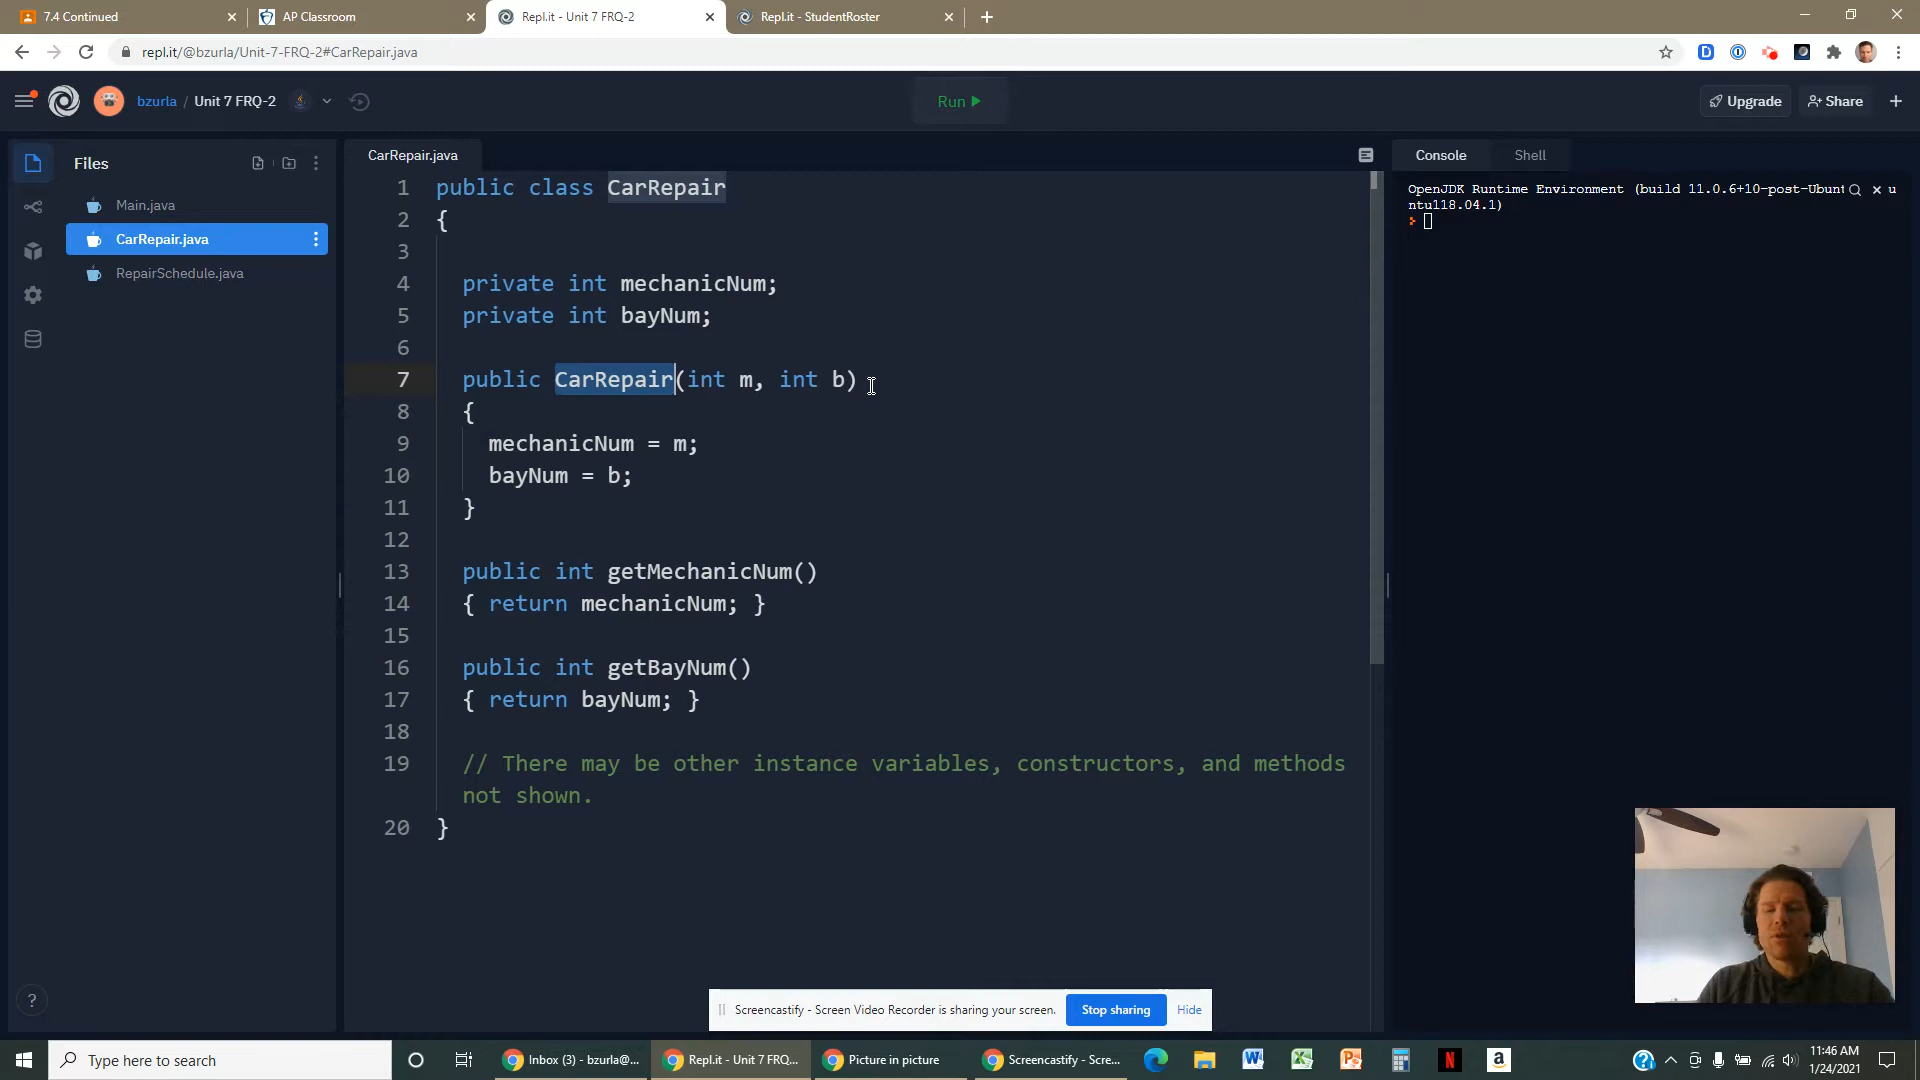 7.4 Continued
AP Classroom
Repl.it - Unit 7 FRQ-2
Repl.it - StudentRoster
repl.it/@bzurla/Unit-7-FRQ-2#CarRepair.java
bzurla / Unit 7 FRQ-2
Run
Upgrade
Share
Files
Main.java
CarRepair.java
RepairSchedule.java
CarRepair.java
1 public class CarRepair
2 {
3
4 private int mechanicNum;
5 private int bayNum;
6
7 public CarRepair(int m, int b)
8 {
9 mechanicNum = m;
10 bayNum = b;
11 }
12
13 public int getMechanicNum()
14 { return mechanicNum; }
15
16 public int getBayNum()
17 { return bayNum; }
18
19 // There may be other instance variables, constructors, and methods
not shown.
20 }
Console
Shell
OpenJDK Runtime Environment (build 11.0.6+10-post-Ubunt u
ntu118.04.1)
Screencastify - Screen Video Recorder is sharing your screen.
Stop sharing
Hide
Type here to search
Inbox (3) - bzurla@...
Repl.it - Unit 7 FRQ...
Picture in picture
Screencastify - Scre...
11:46 AM
1/24/2021